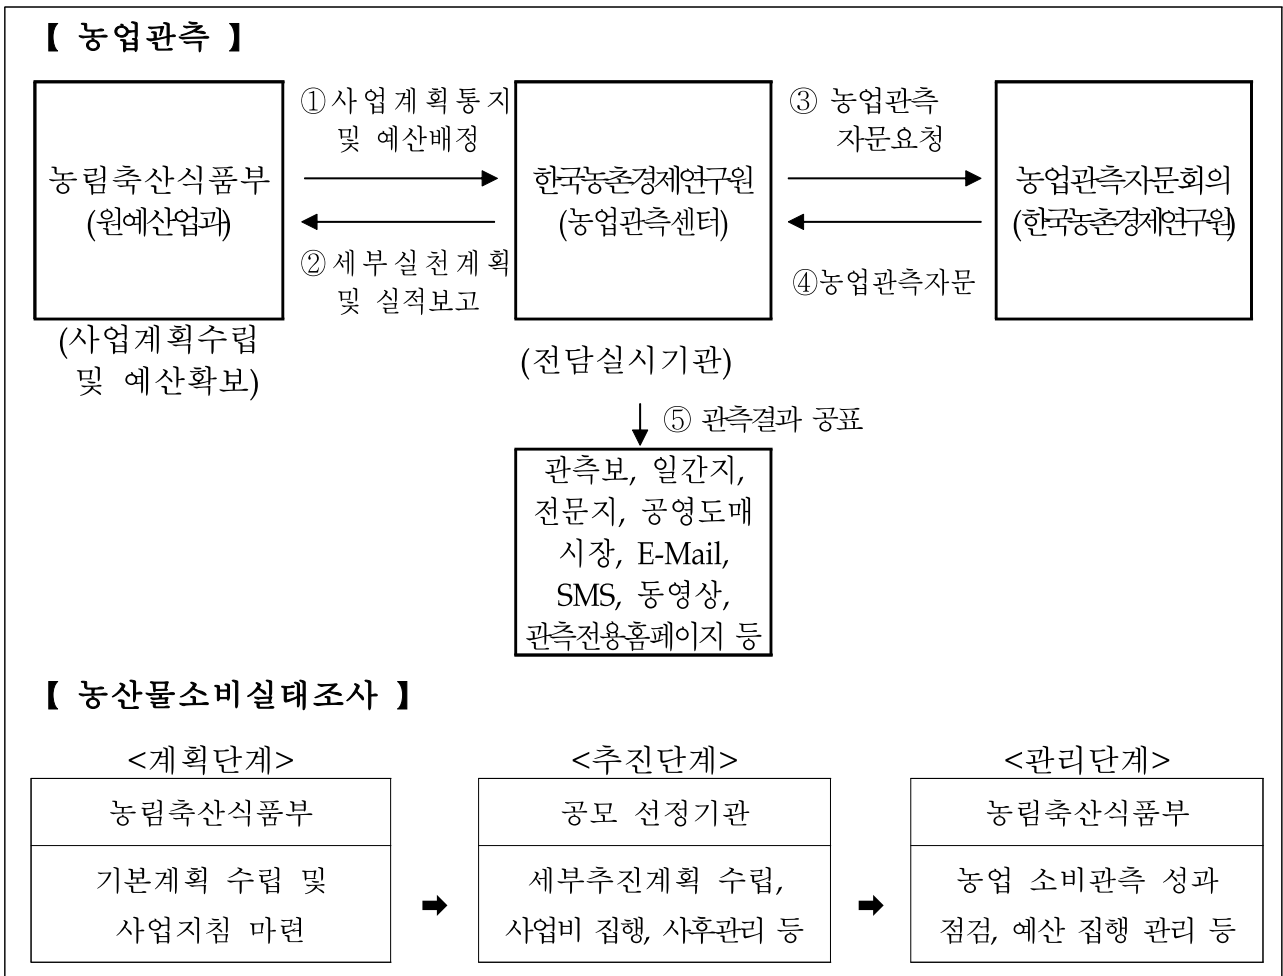 【 농업관측 】
농림축산식품부
(원예산업과)
(사업계획수립
및 예산확보)
①사업계획통지
및 예산배정
②세부실천계획
및 실적보고
한국농촌경제연구원
(농업관측센터)
(전담실시기관)
③ 농업관측
자문요청
④농업관측자문
농업관측자문회의
(한국농촌경제연구원)
⑤ 관측결과 공표
관측보, 일간지,
전문지, 공영도매
시장, E-Mail,
SMS, 동영상,
관측전용홈페이지 등
【 농산물소비실태조사 】
<계획단계>
농림축산식품부
기본계획 수립 및
사업지침 마련
<추진단계>
공모 선정기관
세부추진계획 수립,
사업비 집행, 사후관리 등
<관리단계>
농림축산식품부
농업 소비관측 성과
점검, 예산 집행 관리 등